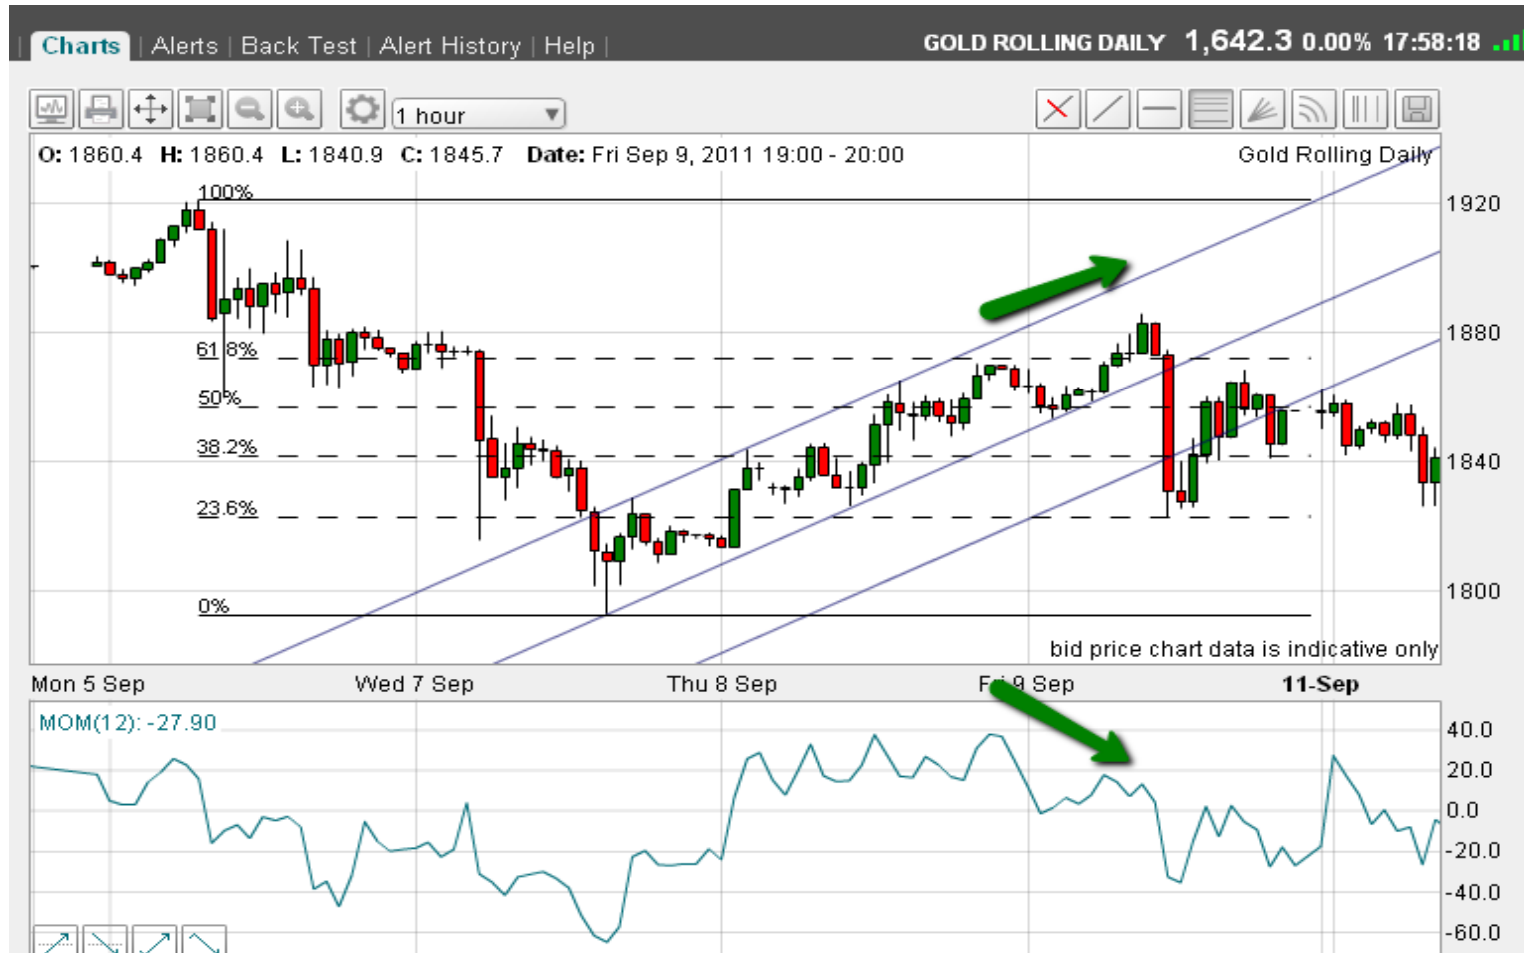 Charts | Alerts | Back Test | Alert History | Help |
GOLD ROLLING DAILY 1,642.3 0.00% 17:58:18
1 hour
O: 1860.4 H: 1860.4 L: 1840.9 C: 1845.7 Date: Fri Sep 9, 2011 19:00 - 20:00
Gold Rolling Daily
100%
1920
1880
61.8%
50%
38.2%
1840
23.6%
1800
0%
bid price chart data is indicative only
Mon 5 Sep Wed 7 Sep Thu 8 Sep Fri 9 Sep 11-Sep
MOM(12): -27.90
40.0
20.0
0.0
-20.0
-40.0
-60.0